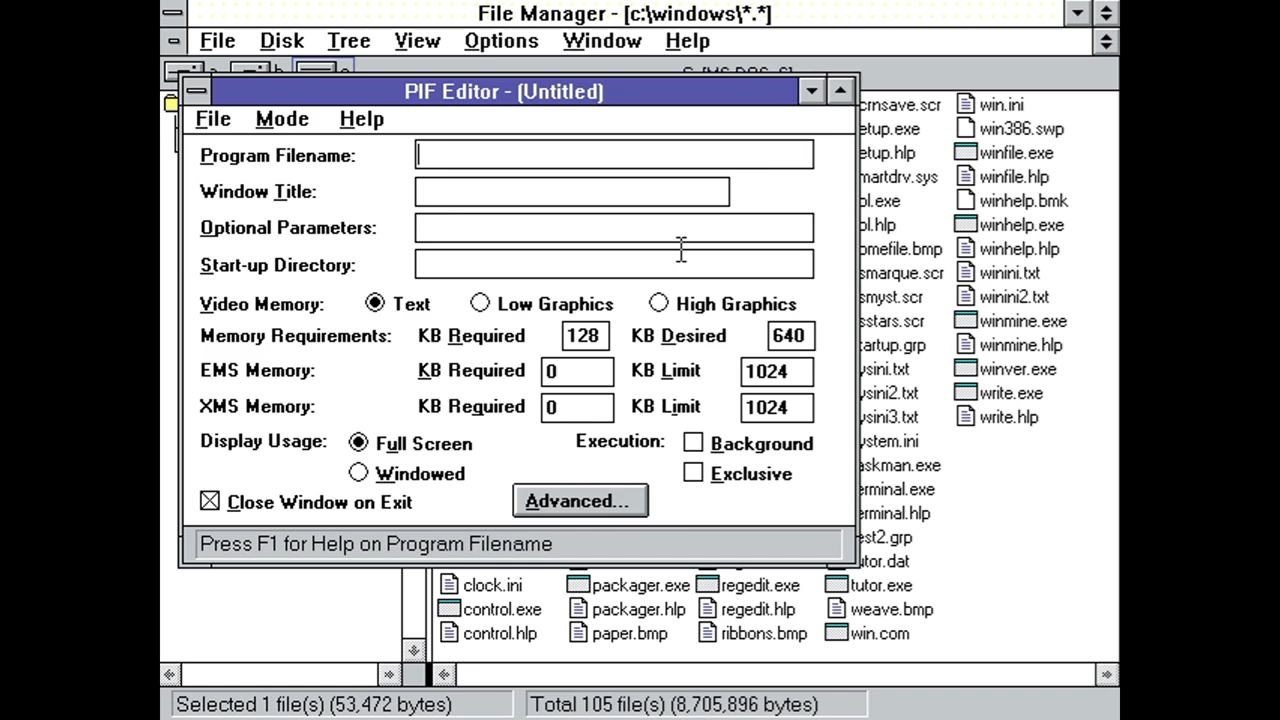 File Manager - [c:\windows\*.*]
File Disk Tree View Options Window Help
PIF Editor - [Untitled]
File Mode Help
Program Filename:
Window Title:
Optional Parameters:
Start-up Directory:
Video Memory: Text Low Graphics High Graphics
Memory Requirements: KB Required 128 KB Desired 640
EMS Memory: KB Required 0 KB Limit 1024
XMS Memory: KB Required 0 KB Limit 1024
Display Usage: Full Screen Execution: Background
Windowed Exclusive
Close Window on Exit Advanced...
Press F1 for Help on Program Filename
crnsave.scr win.ini
etup.exe win386.swp
etup.hlp winfile.exe
martdrv.sys winfile.hlp
ol.exe winhelp.bmk
ol.hlp winhelp.exe
omefile.bmp winhelp.hlp
smarque.scr winini.txt
smyst.scr winini2.txt
sstars.scr winmine.exe
tartup.grp winmine.hlp
ysini.txt winver.exe
ysini2.txt write.exe
ysini3.txt write.hlp
ystem.ini
askman.exe
erminal.exe
erminal.hlp
est2.grp
utor.dat
clock.ini packager.exe regedit.exe tutor.exe
control.exe packager.hlp regedit.hlp weave.bmp
control.hlp paper.bmp ribbons.bmp win.com
Selected 1 file(s) (53,472 bytes) Total 105 file(s) (8,705,896 bytes)